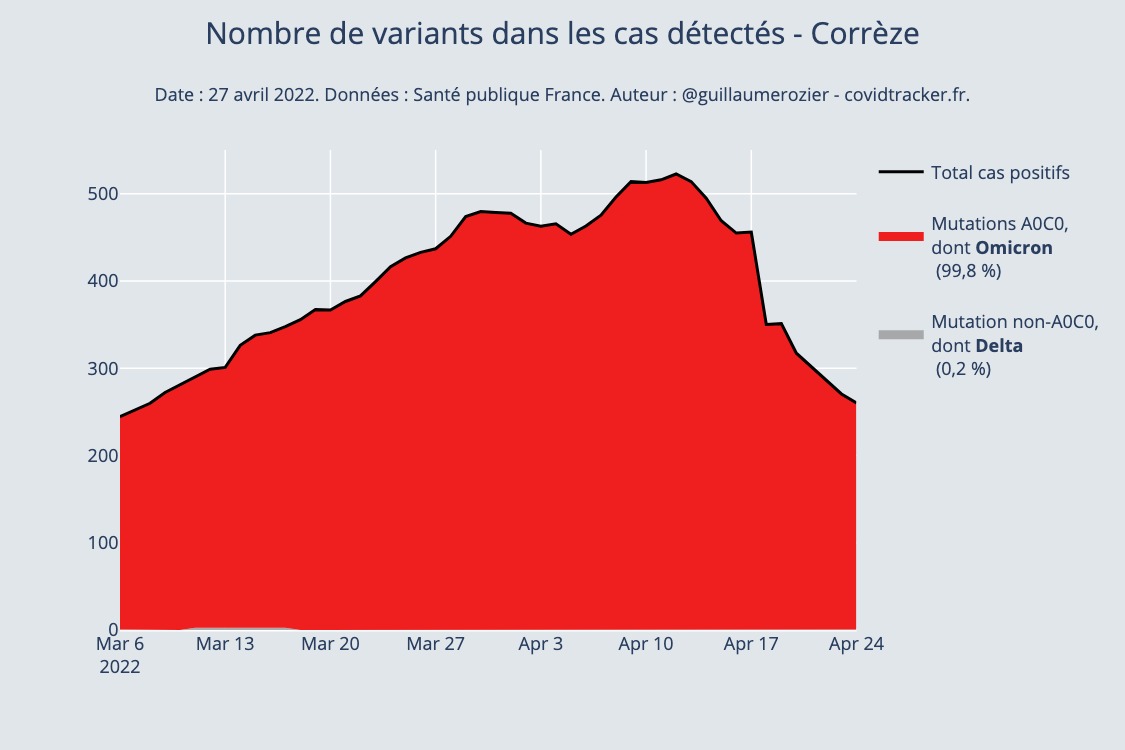 Nombre de variants dans les cas détectés - Corrèze
Date : 27 avril 2022. Données : Santé publique France. Auteur : @guillaumerozier - covidtracker.fr.
Total cas positifs
Mutations A0C0,
dont Omicron
(99,8 %)
Mutation non-A0C0,
dont Delta
(0,2 %)
500
400
300
200
100
0
Mar 6 Mar 13 Mar 20 Mar 27 Apr 3 Apr 10 Apr 17 Apr 24
2022